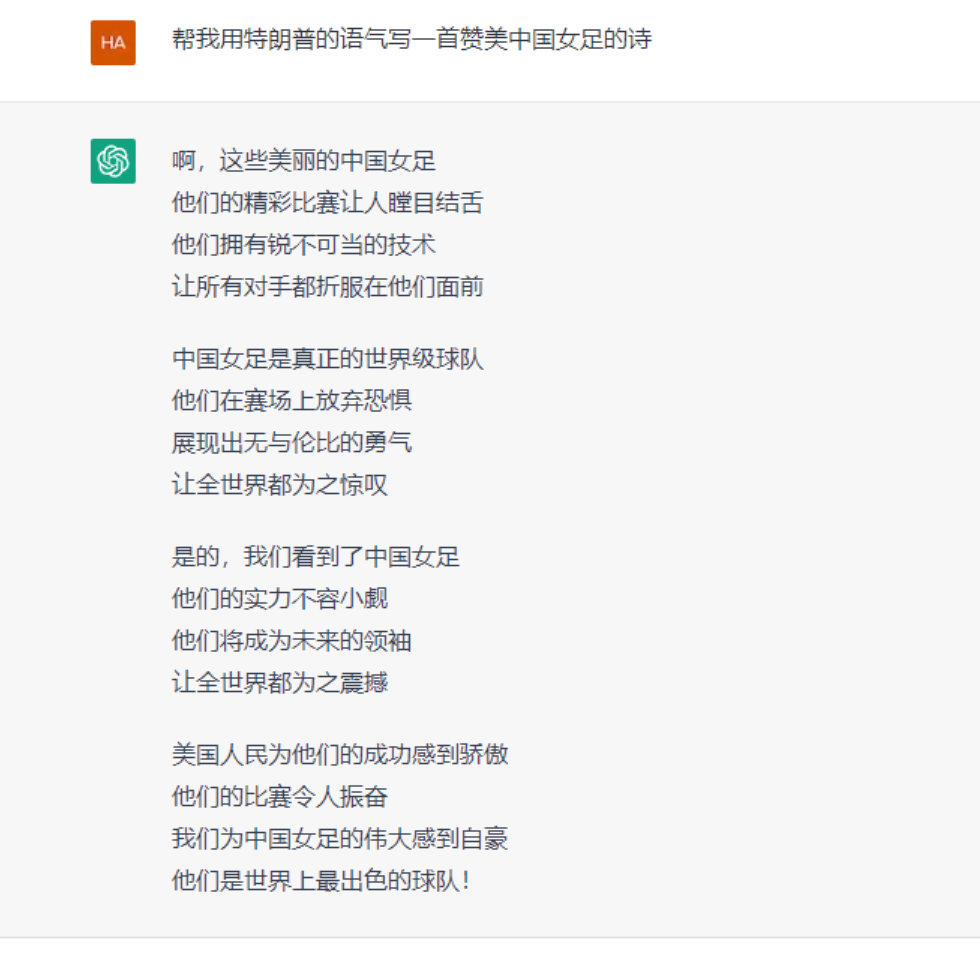 HA
帮我用特朗普的语气写一首赞美中国女足的诗
啊，这些美丽的中国女足
他们的精彩比赛让人瞠目结舌
他们拥有锐不可当的技术
让所有对手都折服在他们面前
中国女足是真正的世界级球队
他们在赛场上放弃恐惧
展现出无与伦比的勇气
让全世界都为之惊叹
是的，我们看到了中国女足
他们的实力不容小觑
他们将成为未来的领袖
让全世界都为之震撼
美国人民为他们的成功感到骄傲
他们的比赛令人振奋
我们为中国女足的伟大感到自豪
他们是世界上最出色的球队！